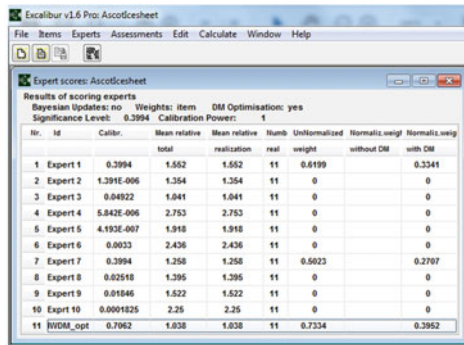 Excalibur v1.6 Pro: AscotIcesheet
File Items Experts Assessments Edit Calculate Window Help
Expert scores: AscotIcesheet
Results of scoring experts
Bayesian Updates: no Weights: item DM Optimisation: yes
Significance Level: 0.3994 Calibration Power: 1
Nr. Id Calibr. Mean relative Mean relative Numb UnNormalized Normaliz.weigl Normaliz.weig
total realization real weight without DM with DM
1 Expert 1 0.3994 1.552 1.552 11 0.6199 0.3341
2 Expert 2 1.391E-006 1.354 1.354 11 0 0
3 Expert 3 0.04922 1.041 1.041 11 0 0
4 Expert 4 5.842E-006 2.753 2.753 11 0 0
5 Expert 5 4.193E-007 1.918 1.918 11 0 0
6 Expert 6 0.0033 2.436 2.436 11 0 0
7 Expert 7 0.3994 1.258 1.258 11 0.5023 0.2707
8 Expert 8 0.02518 1.395 1.395 11 0 0
9 Expert 9 0.01846 1.522 1.522 11 0 0
10 Exprt 10 0.0001825 2.25 2.25 11 0 0
11 IWDM_opt 0.7062 1.038 1.038 11 0.7334 0.3952